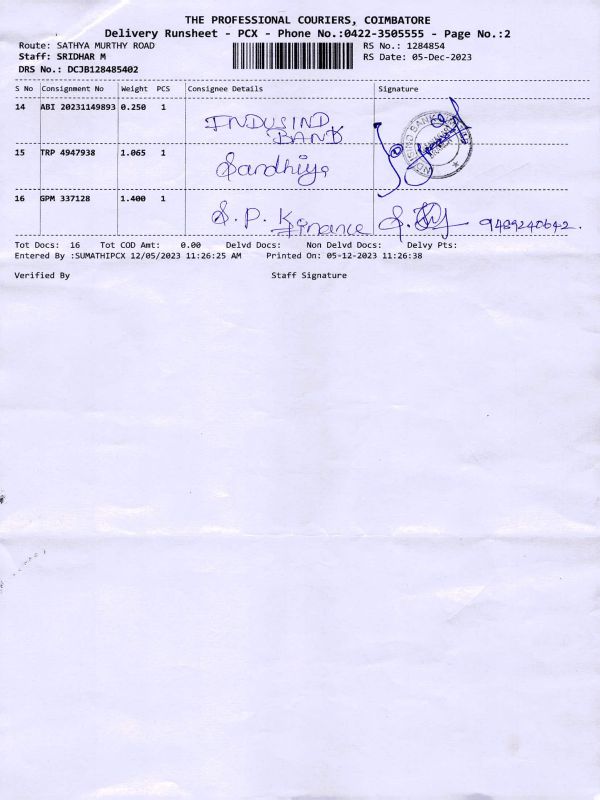 THE PROFESSIONAL COURIERS, COIMBATORE
Delivery Runsheet - PCX - Phone No.:0422-3505555 - Page No.:2
Route: SATHYA MURTHY ROAD RS No.: 1284854
Staff: SRIDHAR M RS Date: 05-Dec-2023
DRS No.: DCJB128485402
S No Consignment No Weight PCS Consignee Details Signature
14 ABI 20231149893 0.250 1 INDUSIND BANK
15 TRP 4947938 1.065 1 Sandhiya
16 GPM 337128 1.400 1 S. P. K Finance 9489240642.
Tot Docs: 16 Tot COD Amt: 0.00 Delvd Docs: Non Delvd Docs: Delvy Pts:
Entered By :SUMATHIPCX 12/05/2023 11:26:25 AM Printed On: 05-12-2023 11:26:38
Verified By Staff Signature